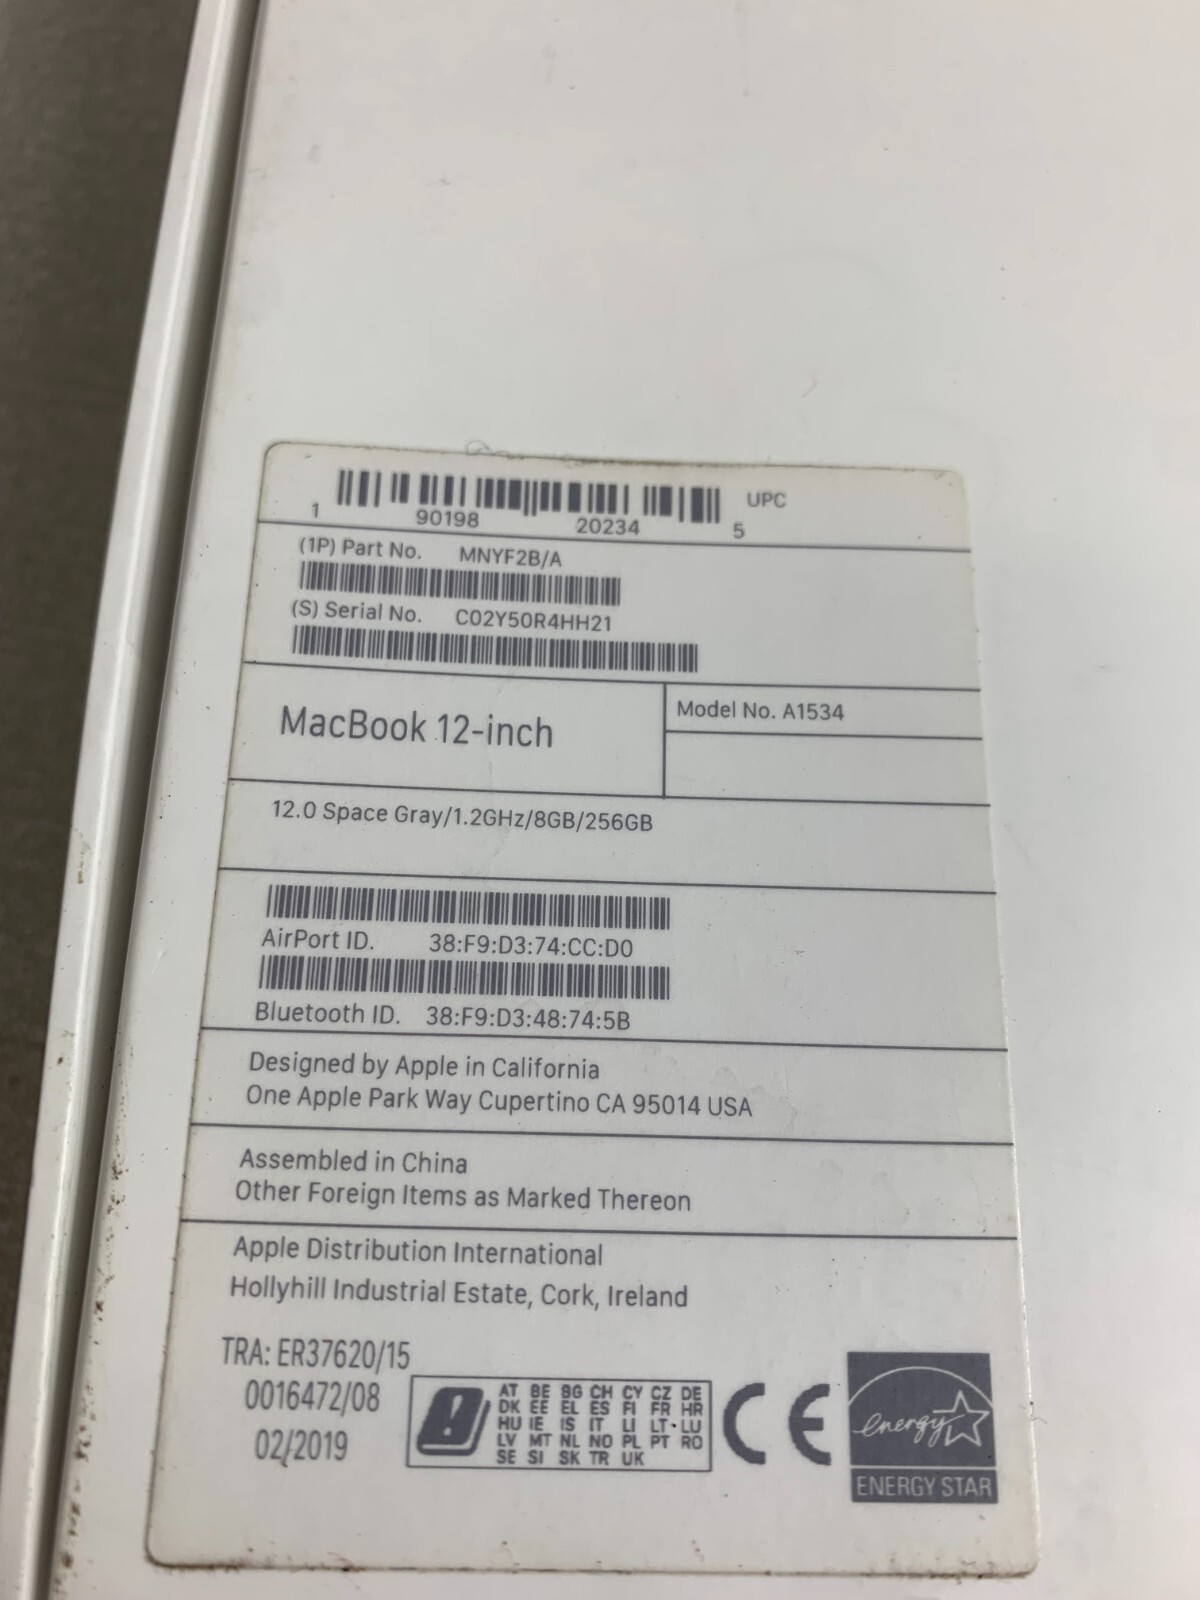 UPC
1 90198 20234 5
(1P) Part No. MNYF2B/A
(S) Serial No. C02Y50R4HH21
MacBook 12-inch
Model No. A1534
12.0 Space Gray/1.2GHz/8GB/256GB
AirPort ID. 38:F9:D3:74:CC:D0
Bluetooth ID. 38:F9:D3:48:74:5B
Designed by Apple in California
One Apple Park Way Cupertino CA 95014 USA
Assembled in China
Other Foreign Items as Marked Thereon
Apple Distribution International
Hollyhill Industrial Estate, Cork, Ireland
TRA: ER37620/15
0016472/08
02/2019
AT BE BG CH CY CZ DE
DK EE EL ES FI FR HR
HU IE IS IT LI LT LU
LV MT NL NO PL PT RO
SE SI SK TR UK
CE
energy
ENERGY STAR